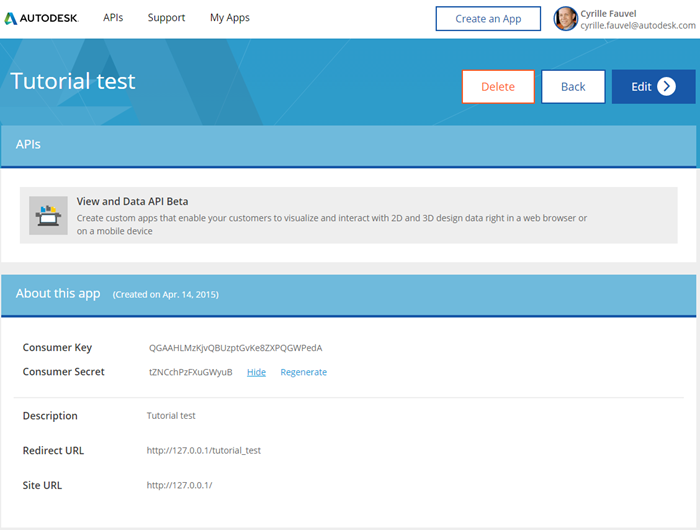 AUTODESK. APIs Support My Apps Create an App Cyrille Fauvel
cyrille.fauvel@autodesk.com
Tutorial test Delete Back Edit
APIs
View and Data API Beta
Create custom apps that enable your customers to visualize and interact with 2D and 3D design data right in a web browser or
on a mobile device
About this app (Created on Apr. 14, 2015)
Consumer Key QGAAHLMzKjvQBUzptGvKe8ZXPQGWPedA
Consumer Secret tZNCchPzFXuGWyuB Hide Regenerate
Description Tutorial test
Redirect URL http://127.0.0.1/tutorial_test
Site URL http://127.0.0.1/